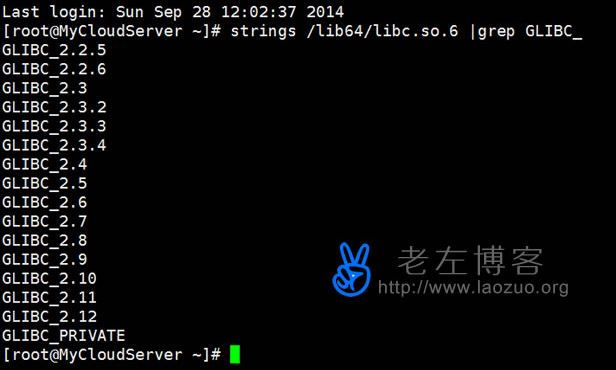 Last login: Sun Sep 28 12:02:37 2014
[root@MyCloudServer ~]# strings /lib64/libc.so.6 |grep GLIBC_
GLIBC_2.2.5
GLIBC_2.2.6
GLIBC_2.3
GLIBC_2.3.2
GLIBC_2.3.3
GLIBC_2.3.4
GLIBC_2.4
GLIBC_2.5
GLIBC_2.6
GLIBC_2.7
GLIBC_2.8
GLIBC_2.9
GLIBC_2.10
GLIBC_2.11
GLIBC_2.12
GLIBC_PRIVATE
[root@MyCloudServer ~]#
老左博客
http://www.laozuo.org